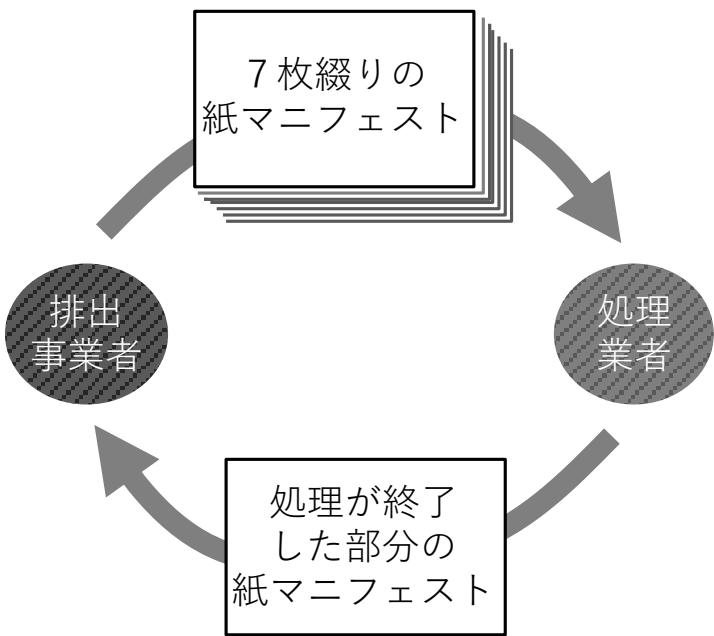 ７枚綴りの
紙マニフェスト
排出
事業者
処理
業者
処理が終了
した部分の
紙マニフェスト